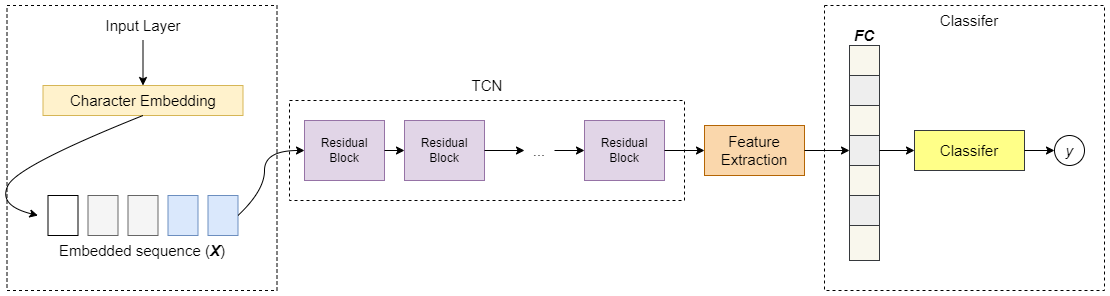 Input Layer
Character Embedding
Embedded sequence (X)
TCN
Residual
Block
Residual
Block
...
Residual
Block
Feature
Extraction
Classifer
FC
Classifer
y